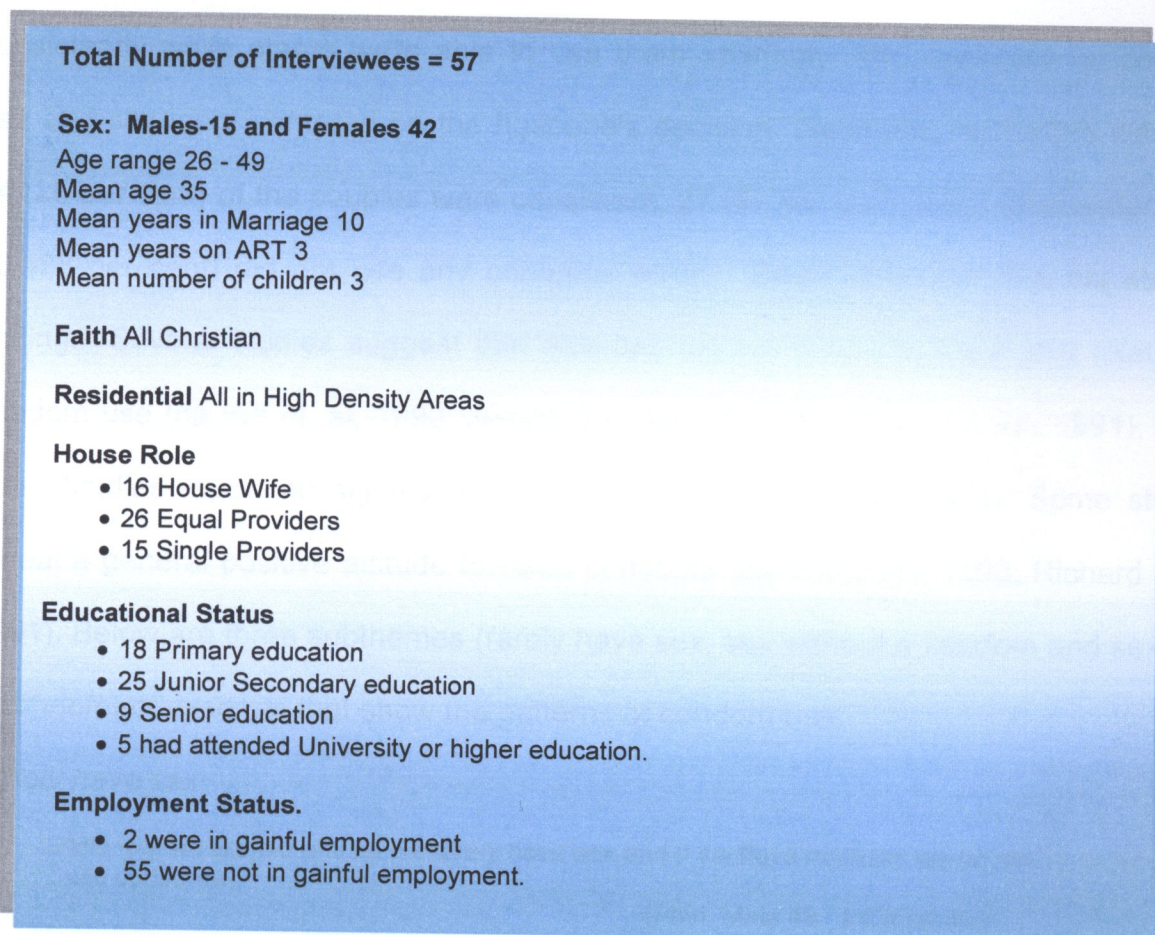 Total Number of Interviewees = 57
Sex: Males-15 and Females 42
Age range 26 - 49
Mean age 35
Mean years in Marriage 10
Mean years on ART 3
Mean number of children 3
Faith All Christian
Residential All in High Density Areas
House Role
• 16 House Wife
• 26 Equal Providers
• 15 Single Providers
Educational Status
• 18 Primary education
• 25 Junior Secondary education
• 9 Senior education
• 5 had attended University or higher education.
Employment Status.
• 2 were in gainful employment
• 55 were not in gainful employment.